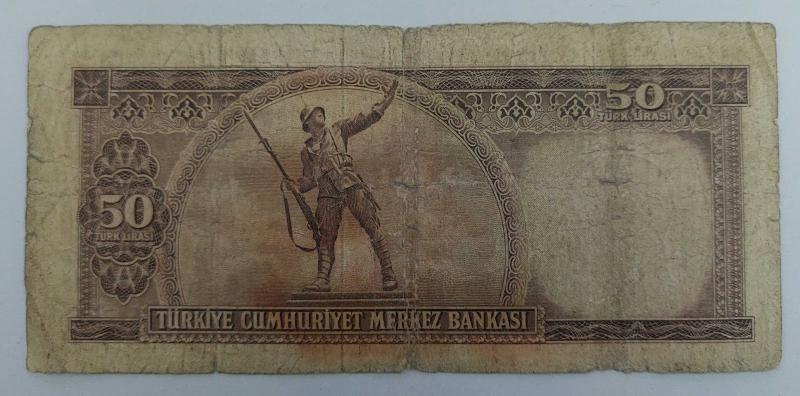 50
TÜRK LİRASI
50
TÜRK LİRASI
TÜRKİYE CUMHURİYET MERKEZ BANKASI